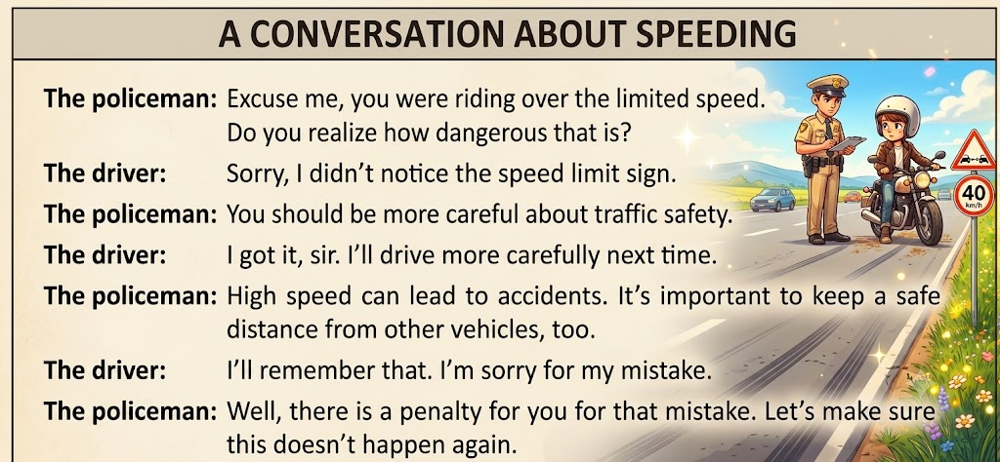 A CONVERSATION ABOUT SPEEDING
The policeman: Excuse me, you were riding over the limited speed.
Do you realize how dangerous that is?
The driver: Sorry, I didn't notice the speed limit sign.
The policeman: You should be more careful about traffic safety.
The driver: I got it, sir. I'll drive more carefully next time.
The policeman: High speed can lead to accidents. It's important to keep a safe
distance from other vehicles, too.
The driver: I'll remember that. I'm sorry for my mistake.
The policeman: Well, there is a penalty for you for that mistake. Let's make sure
this doesn't happen again.
40
km/h